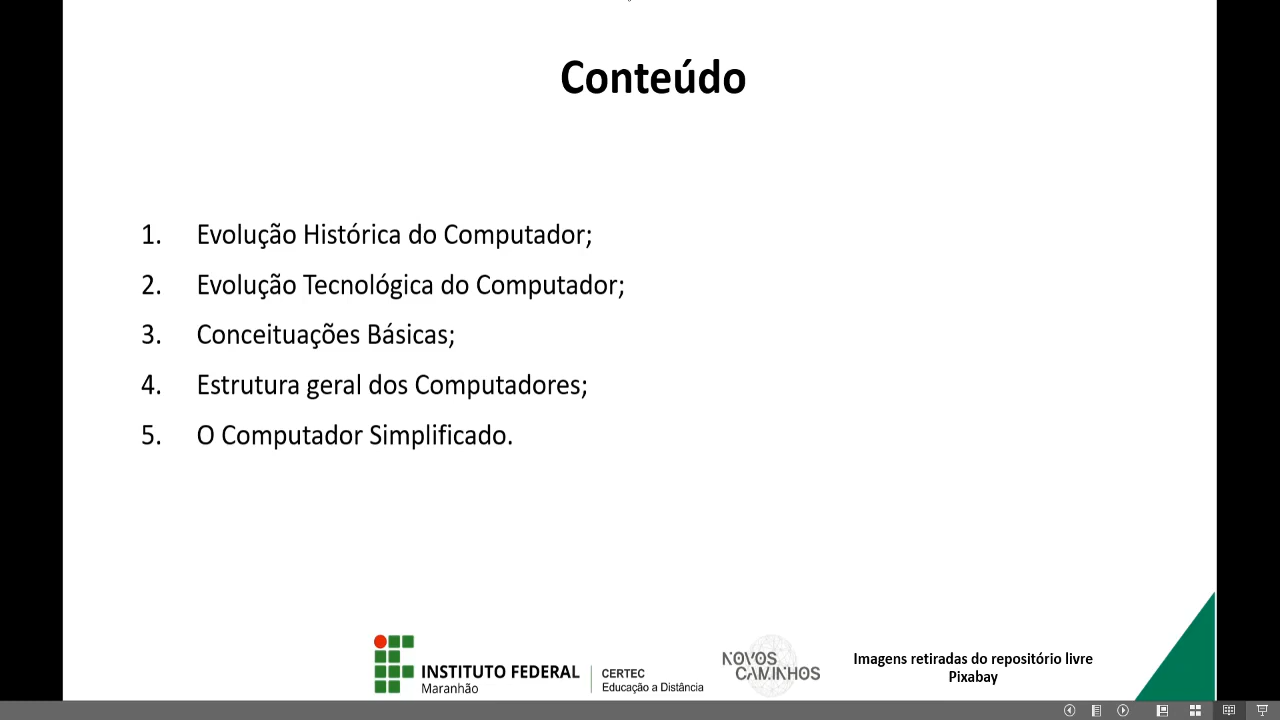 Conteúdo
1. Evolução Histórica do Computador;
2. Evolução Tecnológica do Computador;
3. Conceituações Básicas;
4. Estrutura geral dos Computadores;
5. O Computador Simplificado.
INSTITUTO FEDERAL
Maranhão
CERTEC
Educação a Distância
NOVOS
CAMINHOS
Imagens retiradas do repositório livre
Pixabay